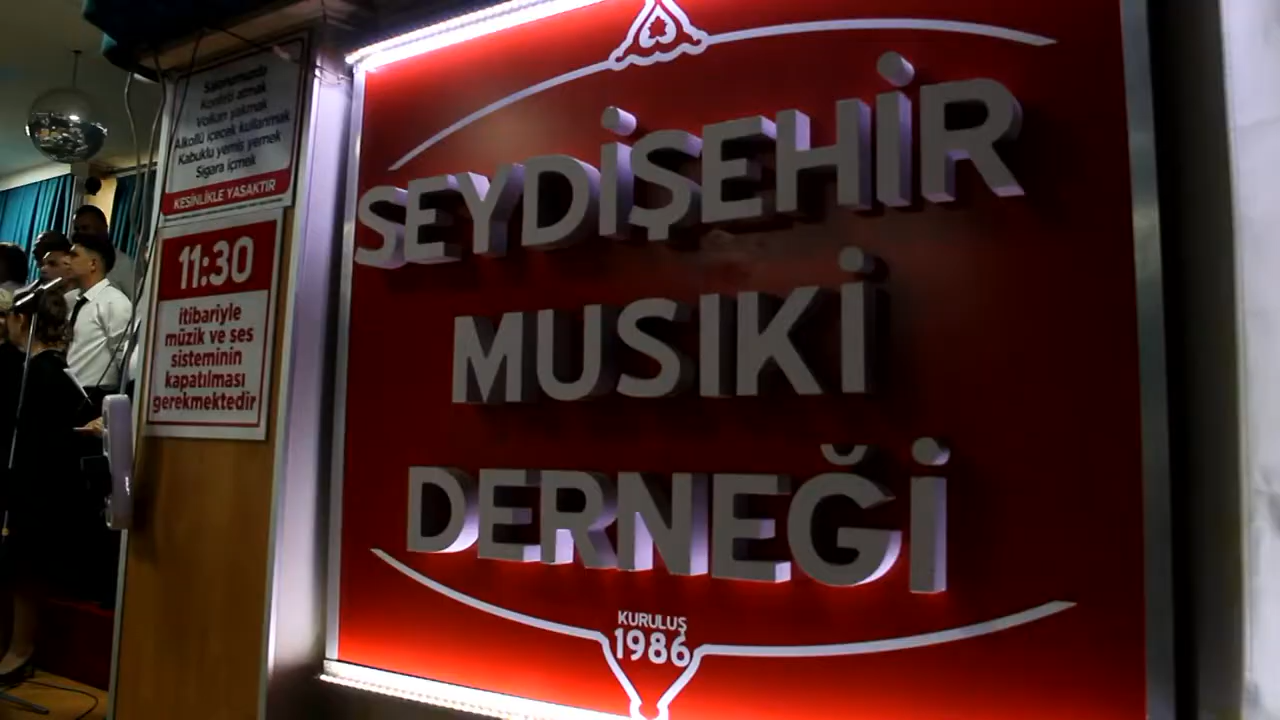 Salonumuzda
Konfeti atmak
Volkan yakmak
Alkollü içecek kullanmak
Kabuklu yemiş yemek
Sigara içmek
KESİNLİKLE YASAKTIR
11:30
itibariyle
müzik ve ses
sisteminin
kapatılması
gerekmektedir
SEYDİŞEHİR
MUSIKİ
DERNEĞİ
KURULUŞ
1986